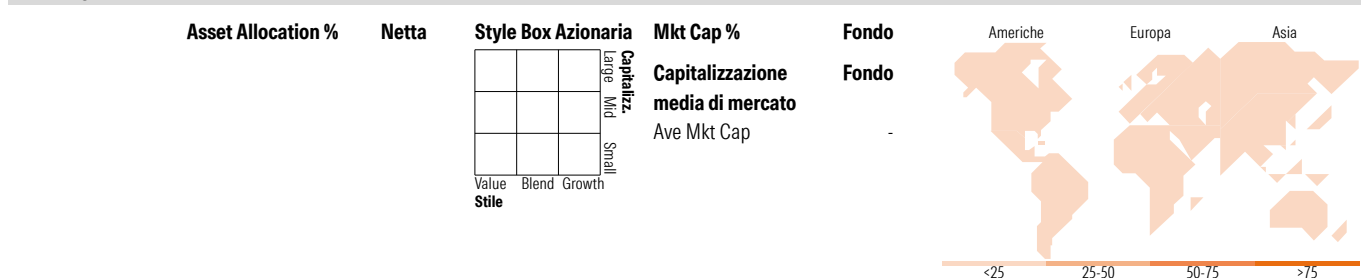 Asset Allocation % Netta
Style Box Azionaria
Large Mid Small
Capitalizz.
Value Blend Growth
Stile
Mkt Cap % Fondo
Capitalizzazione Fondo
media di mercato
Ave Mkt Cap -
Americhe Europa Asia
<25 25-50 50-75 >75